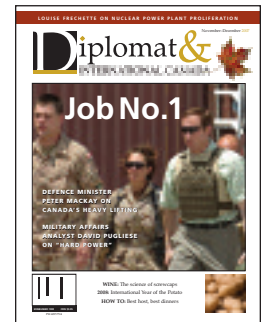 LOUISE FRECHETTE ON NUCLEAR POWER PLANT PROLIFERATION
November-December
Diplomat &
INTERNATIONAL CANADA
Job No.1
DEFENCE MINISTER
PETER MACKAY ON
CANADA'S HEAVY LIFTING
MILITARY AFFAIRS
ANALYST DAVID PUGLIESE
ON "HARD POWER"
WINE: The science of screwcaps
2008: International Year of the Potato
HOW TO: Best host, best dinners